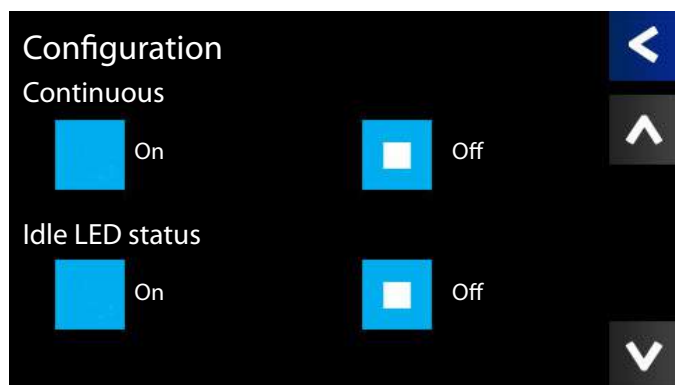 Configuration
Continuous
On Off
Idle LED status
On Off